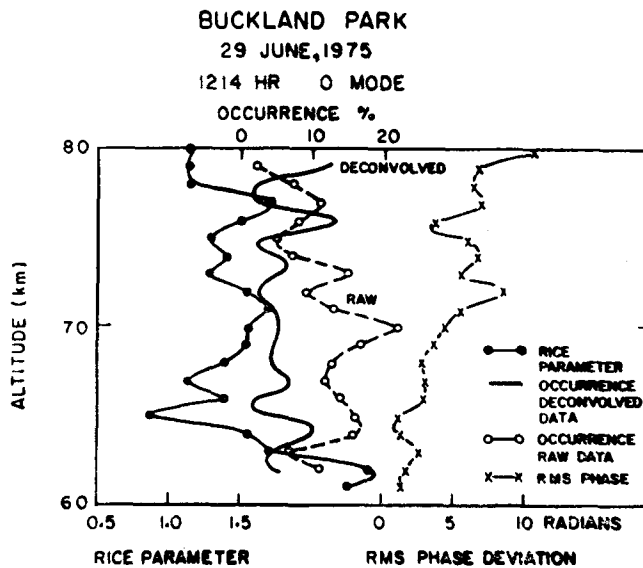 BUCKLAND PARK
29 JUNE, 1975
1214 HR O MODE
OCCURRENCE %
0 10 20
80
DECONVOLVED
RAW
70
60
ALTITUDE (km)
RICE PARAMETER
OCCURRENCE DECONVOLVED DATA
OCCURRENCE RAW DATA
RMS PHASE
0.5 1.5 0 5 10 RADIANS
RICE PARAMETER RMS PHASE DEVIATION